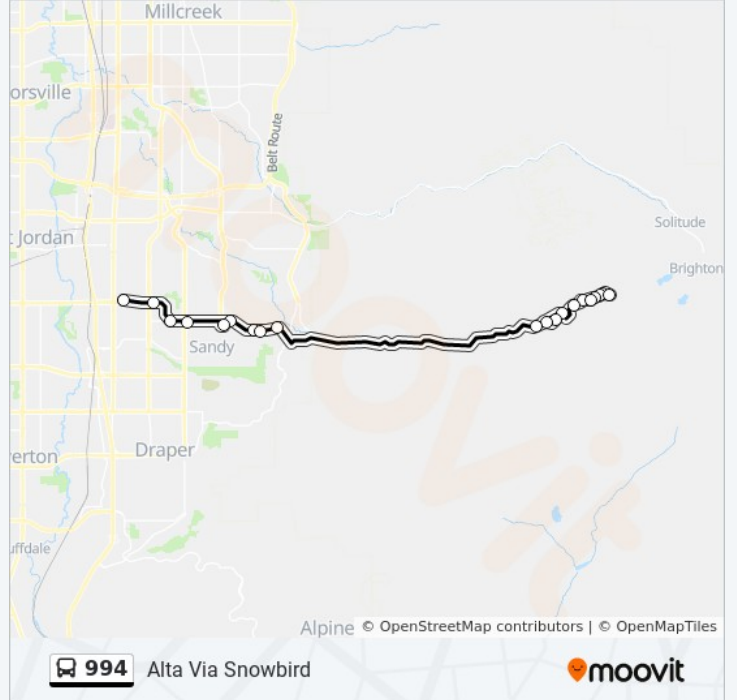 Millcreek
orsville
Belt Route
Solitude
t Jordan
Brighton
Sandy
Draper
erton
uffdale
Alpine
© OpenStreetMap contributors | © OpenMapTiles
994 Alta Via Snowbird
moovit